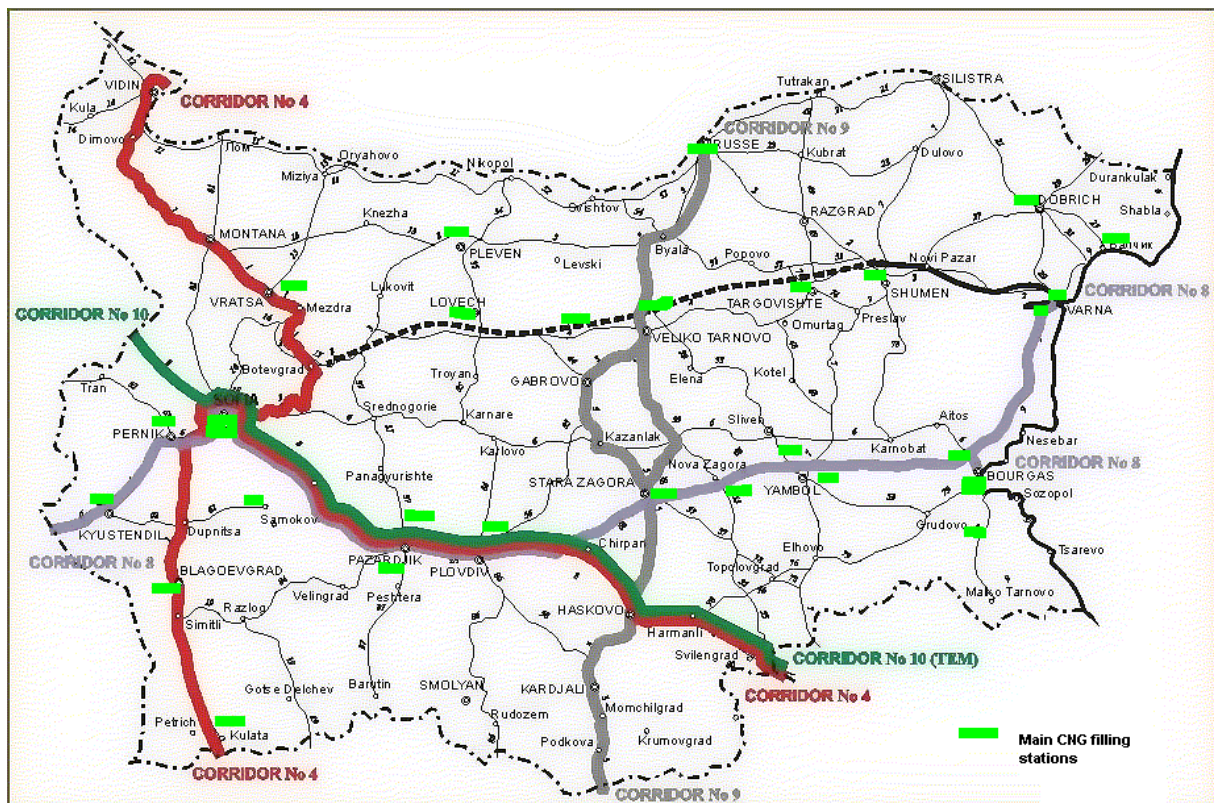 VIDIN
CORRIDOR No 4
Kula
Dimovo
Лом
Oryahovo
Miziya
Nikopol
Svishtov
Tutrakan
SILISTRA
CORRIDOR No 9
RUSSE
Kubrat
Dulovo
Durankulak
DOBRICH
Shabla
Балчик
MONTANA
Knezha
PLEVEN
Levski
Byala
RAZGRAD
Popovo
Novi Pazar
VRATSA
Mezdra
Lukovit
LOVECH
TARGOVISHTE
SHUMEN
CORRIDOR No 8
VARNA
CORRIDOR No 10
Omurtag
Preslav
VELIKO TARNOVO
Botevgrad
Tran
Troyan
GABROVO
Elena
Kotel
SOFIA
Srednogorie
Karnare
Sliven
Aitos
PERNIK
Karlovo
Kazanlak
Karnobat
Nesebar
Panagyurishte
Nova Zagora
CORRIDOR No 8
STARA ZAGORA
YAMBOL
BOURGAS
Sozopol
KYUSTENDIL
Dupnitsa
Samokov
Grudovo
CORRIDOR No 8
PAZARDJIK
PLOVDIV
Chirpan
Elhovo
Tsarevo
BLAGOEVGRAD
Velingrad
Peshtera
Topolovgrad
Malko Tarnovo
Simitli
Razlog
HASKOVO
Harmanli
Svilengrad
CORRIDOR No 10 (TEM)
Gotse Delchev
Barutin
SMOLYAN
KARDJALI
CORRIDOR No 4
Petrich
Kulata
Rudozem
Momchilgrad
Podkova
Krumovgrad
CORRIDOR No 4
CORRIDOR No 9
Main CNG filling
stations